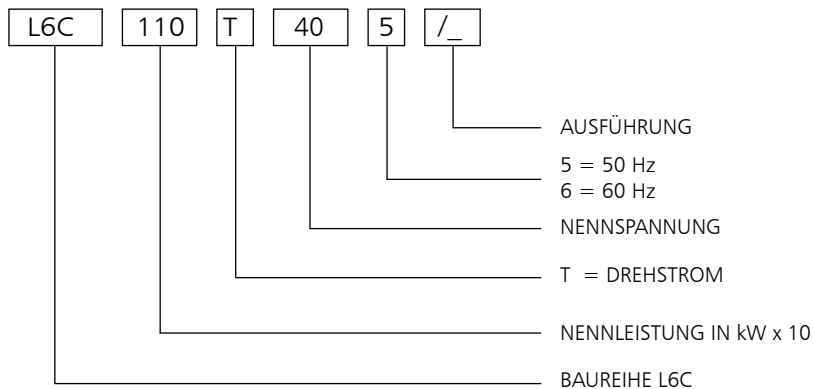 L6C 110 T 40 5 /_
AUSFÜHRUNG
5 = 50 Hz
6 = 60 Hz
NENNSPANNUNG
T = DREHSTROM
NENNLEISTUNG IN kW x 10
BAUREIHE L6C